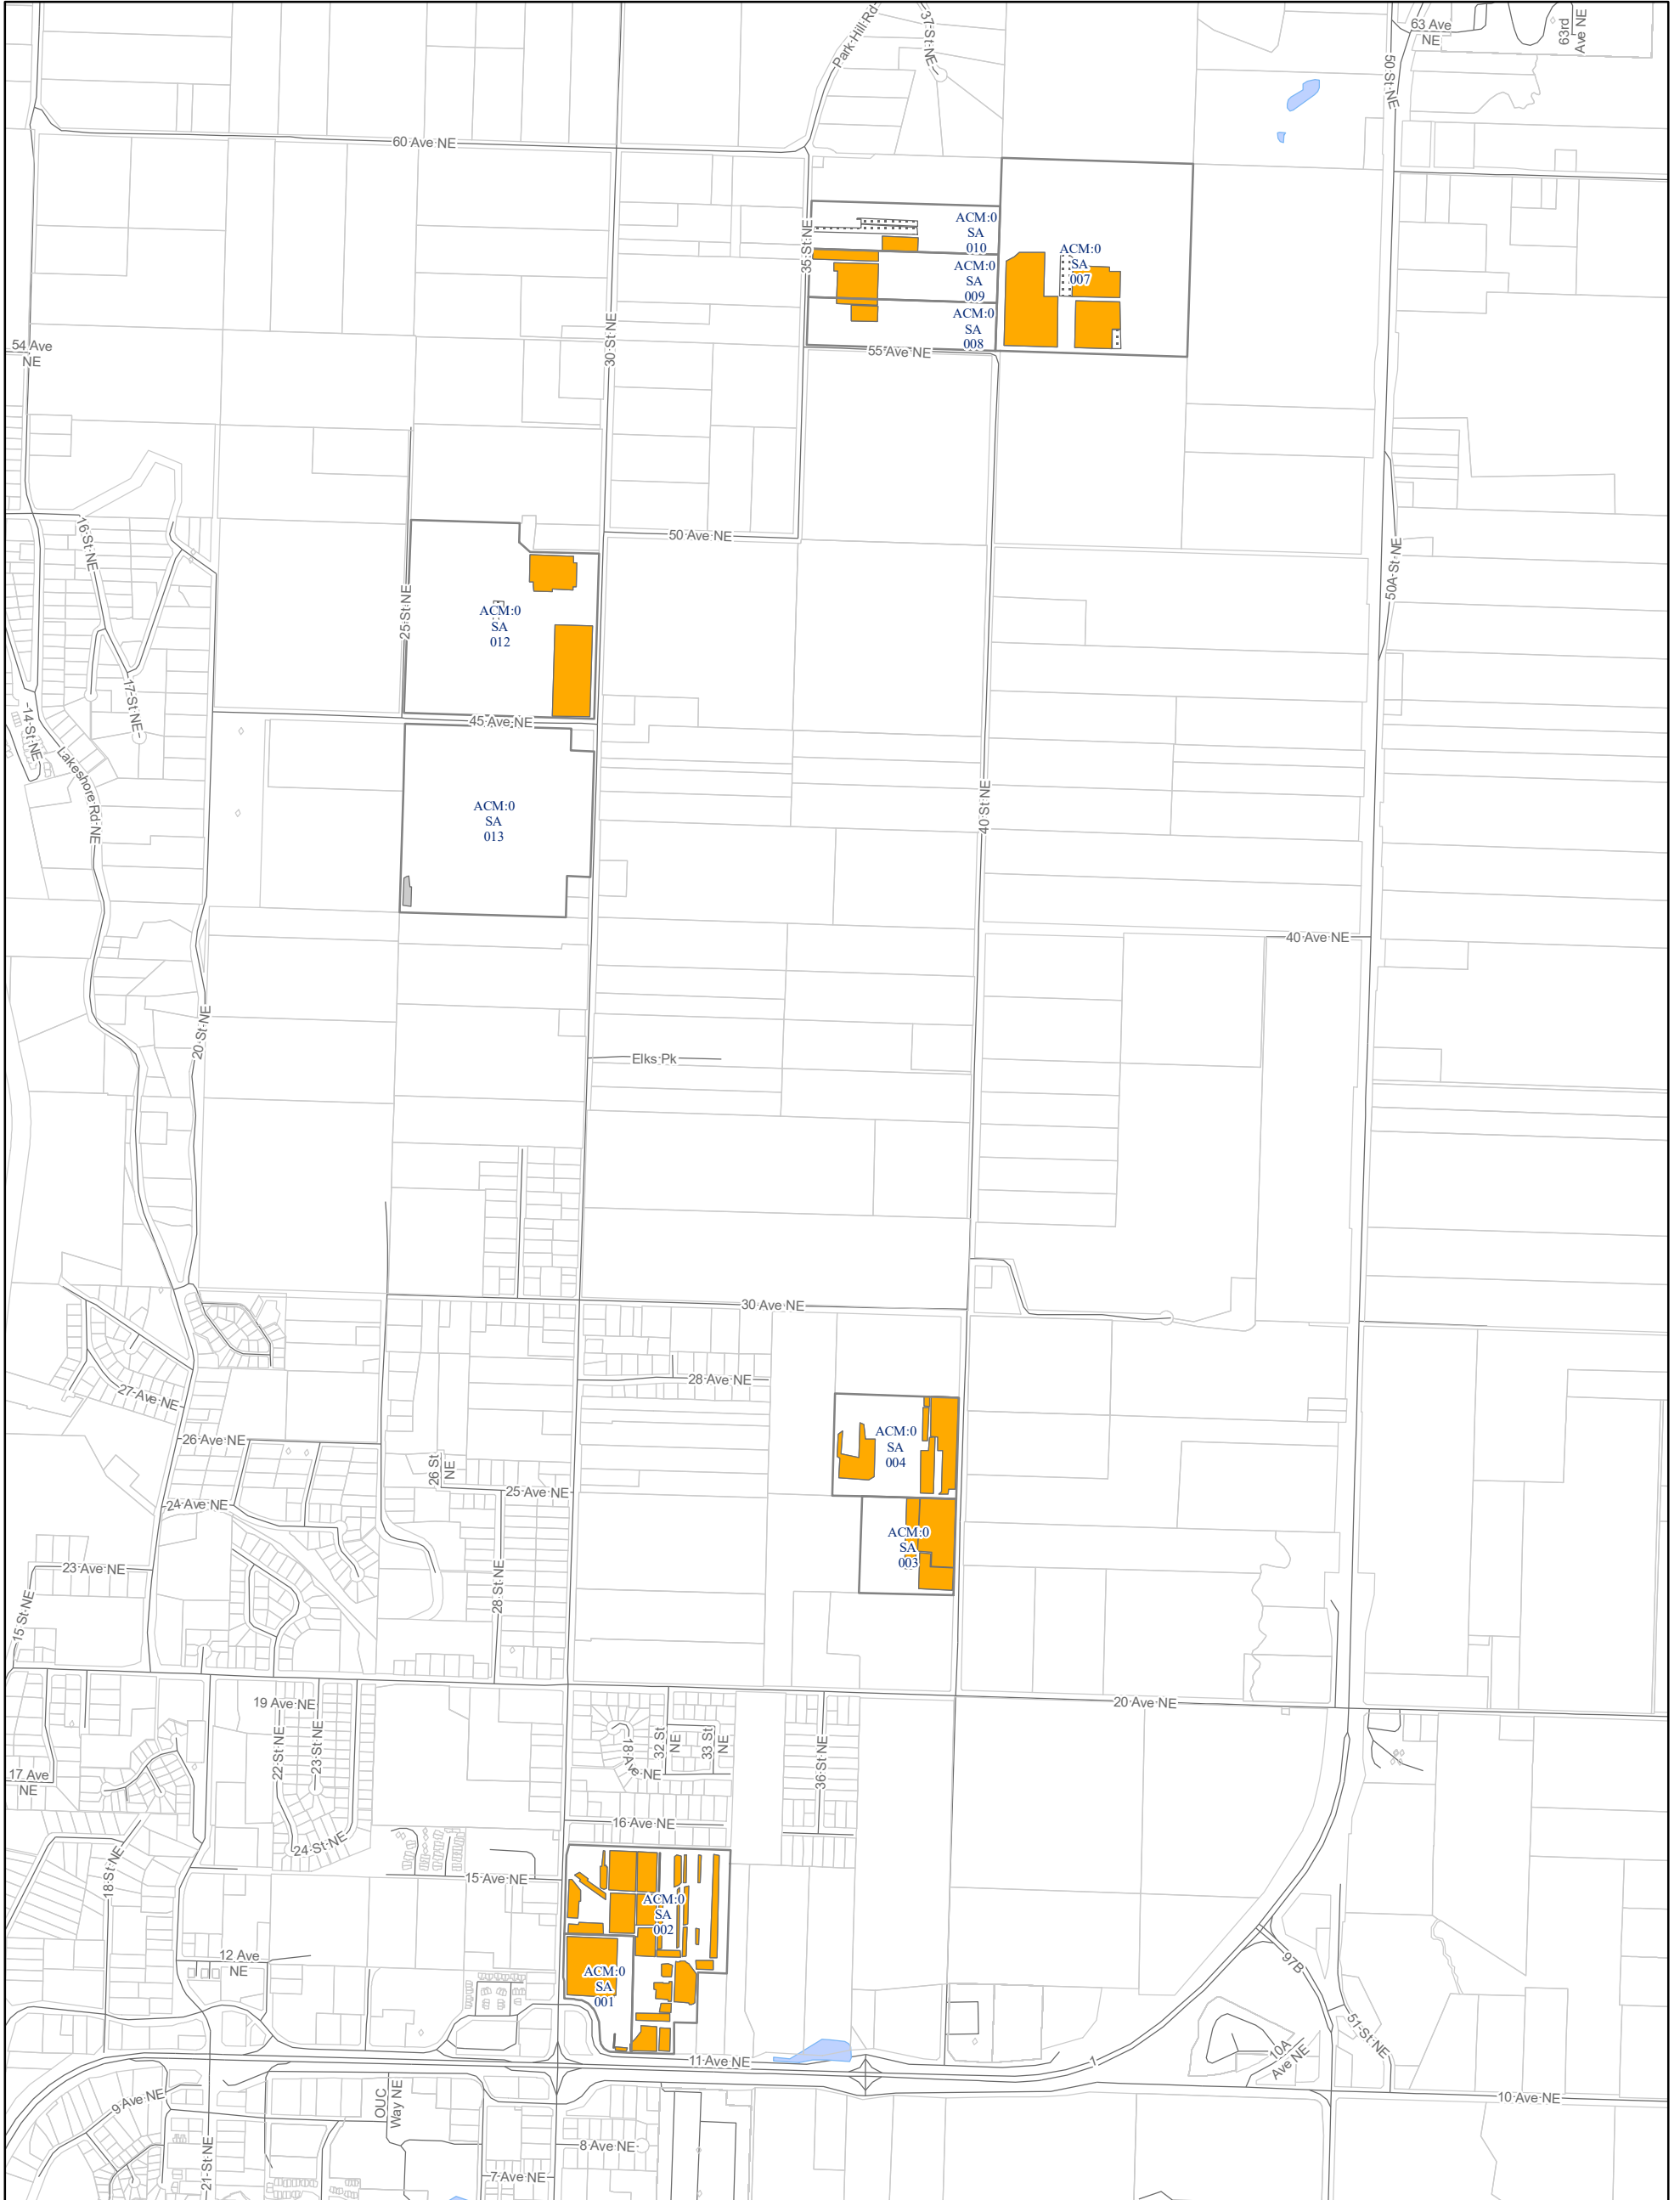 63 Ave
NE
63rd
Ave NE
Park Hill Rd
37 St NE
50 St NE
60 Ave NE
35 St NE
ACM:0
SA
010
ACM:0
SA
007
ACM:0
SA
009
ACM:0
SA
008
54 Ave
NE
30 St NE
55 Ave NE
16 St NE
50 Ave NE
50A St NE
25 St NE
ACM:0
SA
012
17 St NE
14 St NE
45 Ave NE
Lakeshore Rd NE
ACM:0
SA
013
40 St NE
40 Ave NE
20 St NE
Elks Pk
30 Ave NE
28 Ave NE
27 Ave NE
26 Ave NE
ACM:0
SA
004
26 St
NE
25 Ave NE
24 Ave NE
ACM:0
SA
003
23 Ave NE
28 St NE
15 St NE
19 Ave NE
20 Ave NE
22 St NE
23 St NE
18 Ave NE
32 St
NE
33 St
NE
36 St NE
17 Ave
NE
16 Ave NE
24 St NE
18 St NE
15 Ave NE
ACM:0
SA
002
12 Ave
NE
ACM:0
SA
001
97B
51 St NE
10A
Ave NE
11 Ave NE
1
10 Ave NE
9 Ave NE
OUC
Way NE
21 St NE
8 Ave NE
7 Ave NE